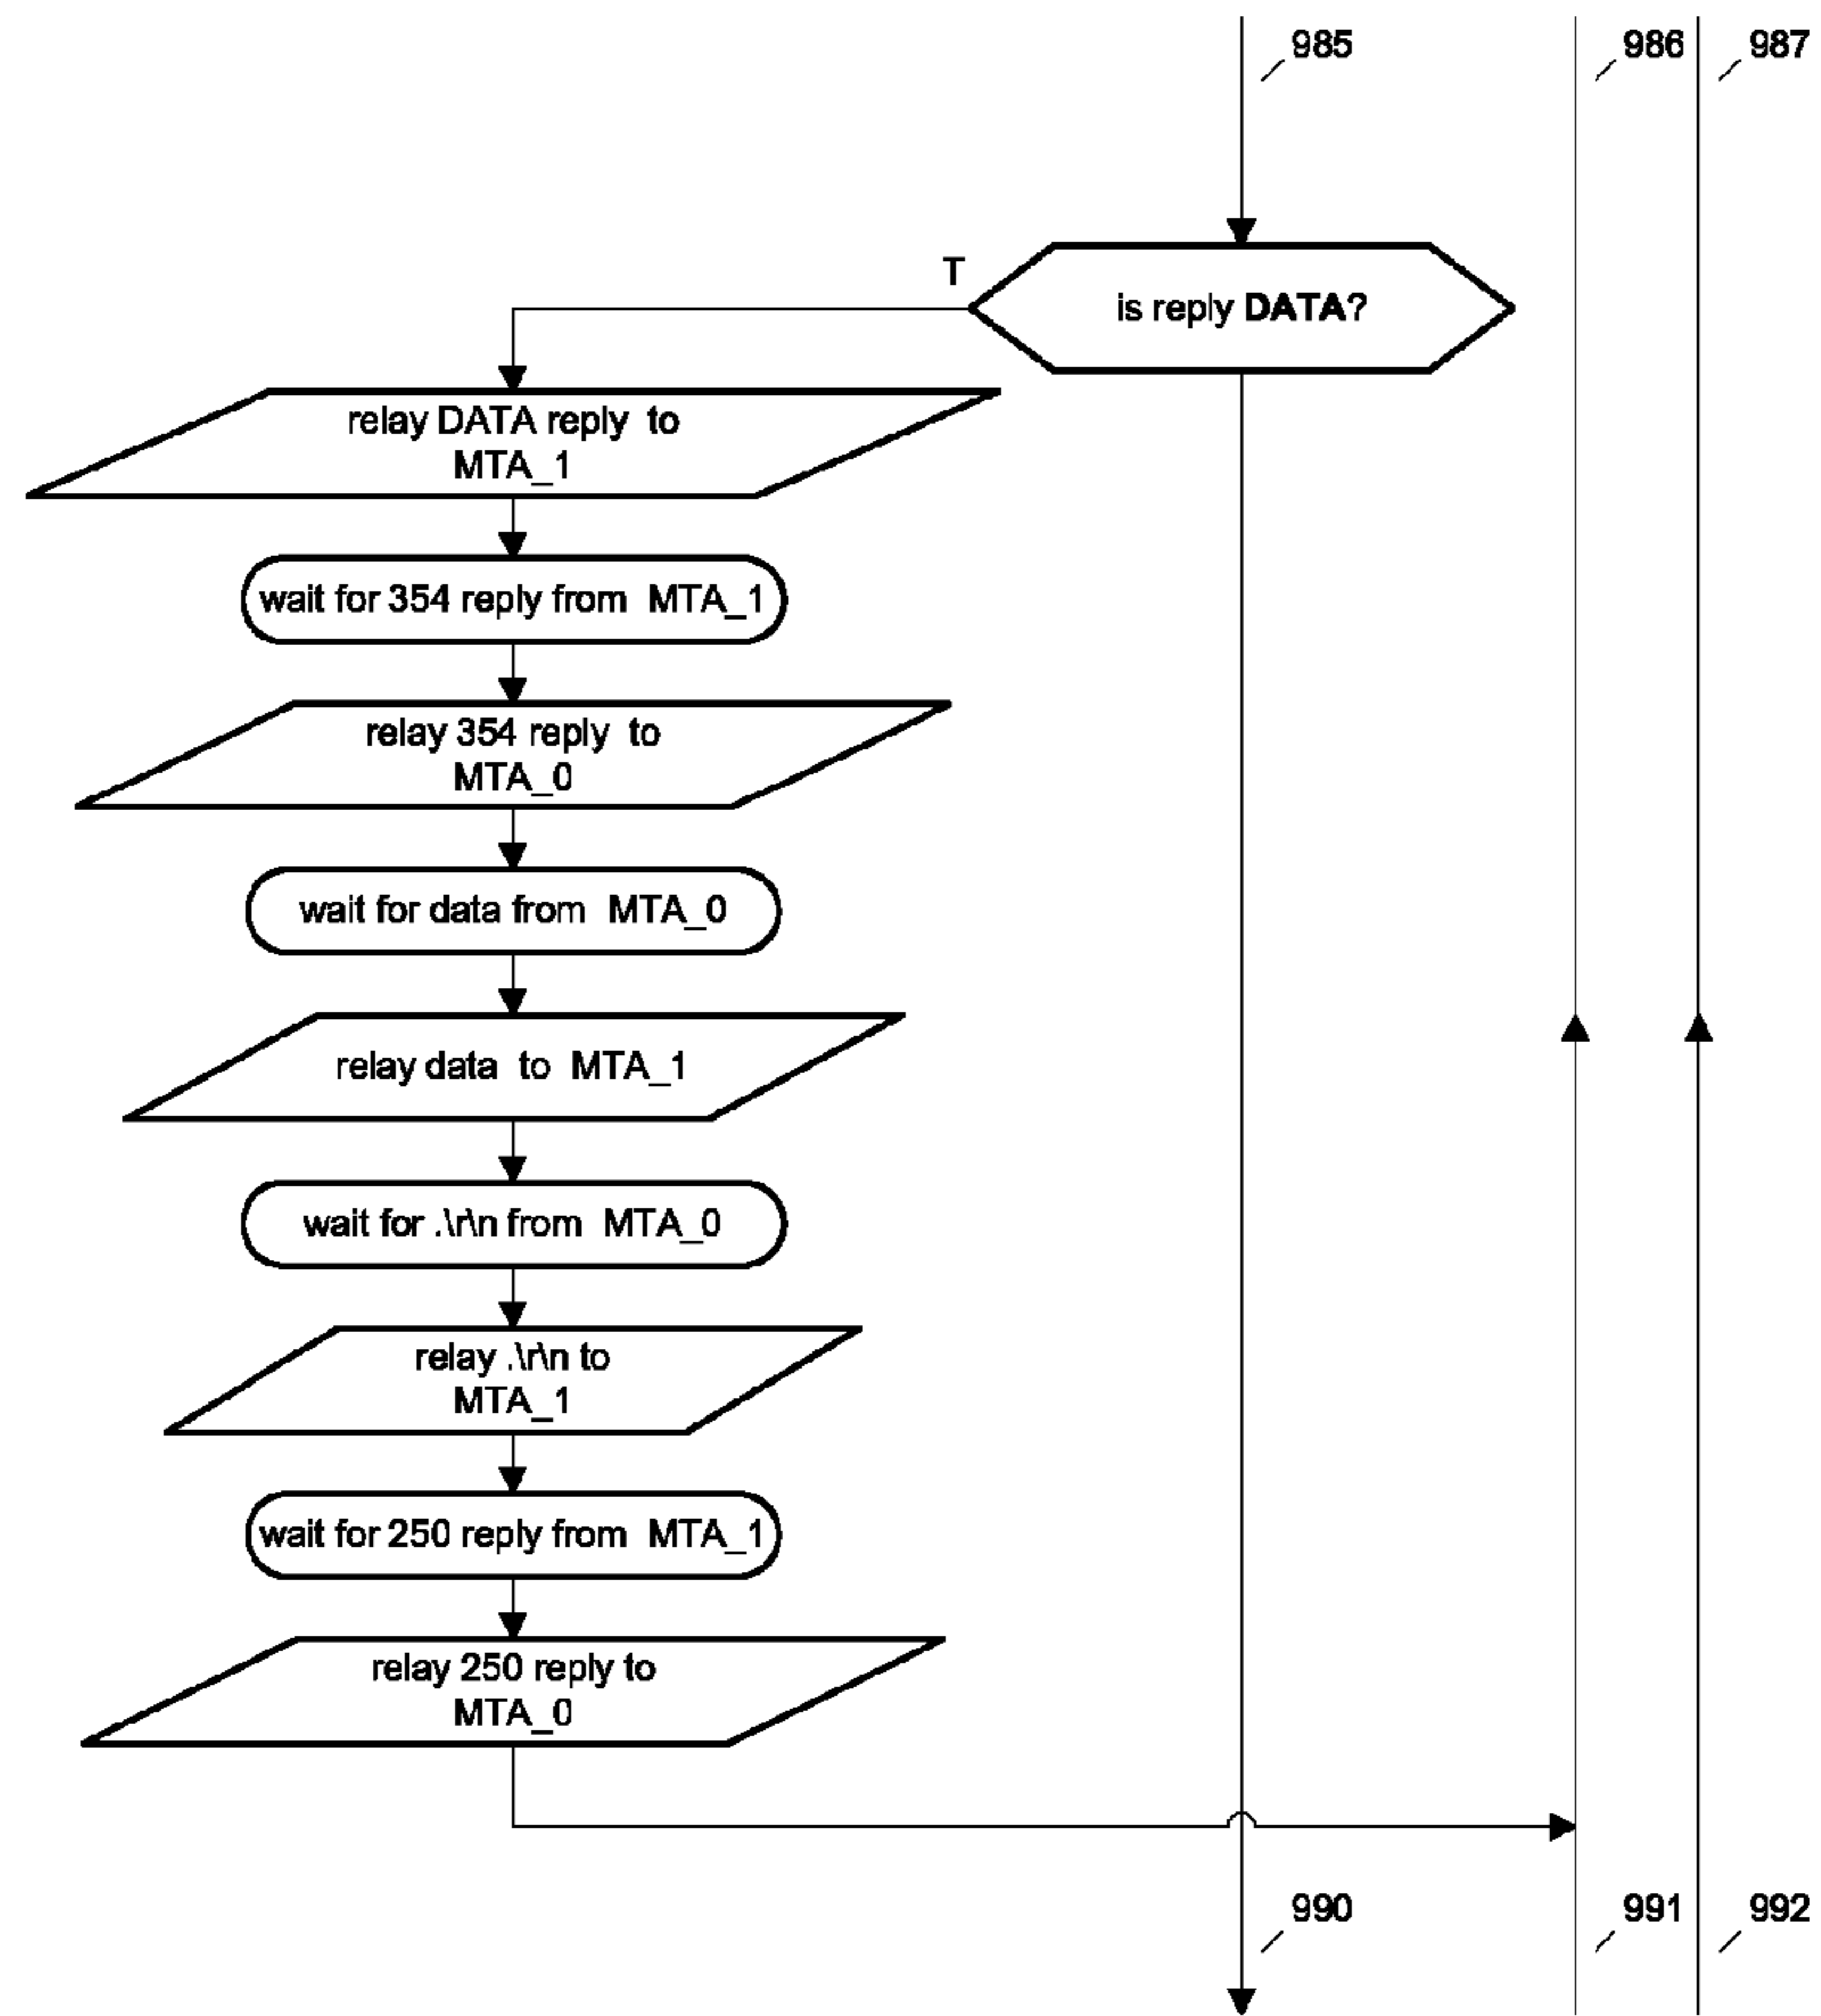 985
986
987
T
is reply DATA?
relay DATA reply to
MTA_1
wait for 354 reply from MTA_1
relay 354 reply to
MTA_0
wait for data from MTA_0
relay data to MTA_1
wait for .\r\n from MTA_0
relay .\r\n to
MTA_1
wait for 250 reply from MTA_1
relay 250 reply to
MTA_0
990
991
992